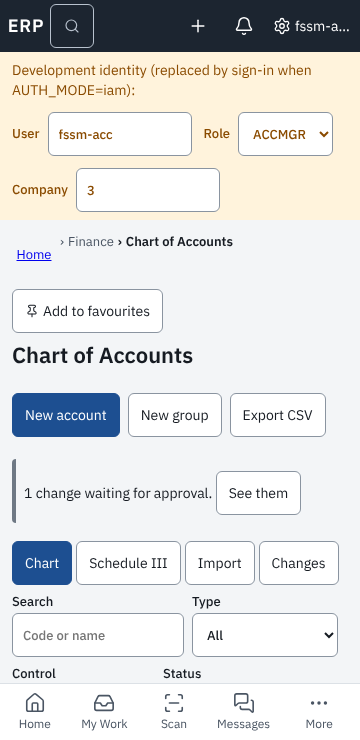 ERP
fssm-a...
Development identity (replaced by sign-in when
AUTH_MODE=iam):
User fssm-acc Role ACCMGR
Company 3
Home › Finance › Chart of Accounts
Add to favourites
Chart of Accounts
New account New group Export CSV
1 change waiting for approval. See them
Chart Schedule III Import Changes
Search Type
Code or name All
Control Status
Home My Work Scan Messages More